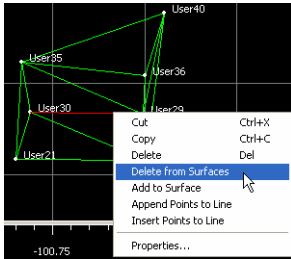 User40
User35
User36
User30
User29
User21
Cut Ctrl+X
Copy Ctrl+C
Delete Del
Delete from Surfaces
Add to Surface
Append Points to Line
Insert Points to Line
Properties...
-100.75